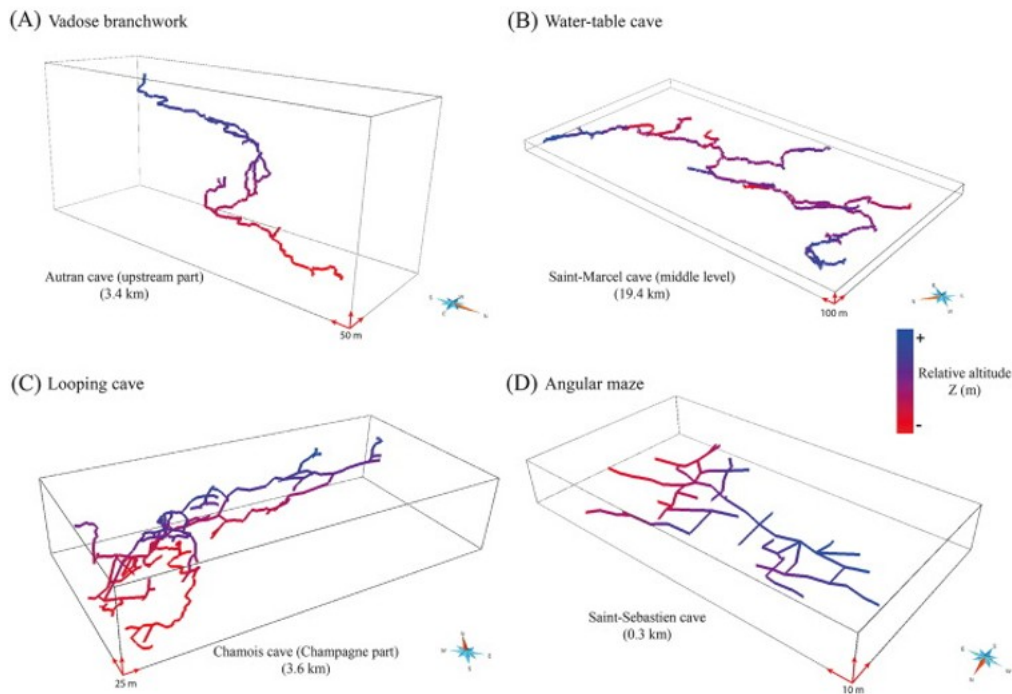 (A) Vadose branchwork
Autran cave (upstream part)
(3.4 km)
50 m
(B) Water-table cave
Saint-Marcel cave (middle level)
(19.4 km)
100 m
+
Relative altitude
Z (m)
-
(C) Looping cave
Chamois cave (Champagne part)
(3.6 km)
25 m
(D) Angular maze
Saint-Sebastien cave
(0.3 km)
10 m